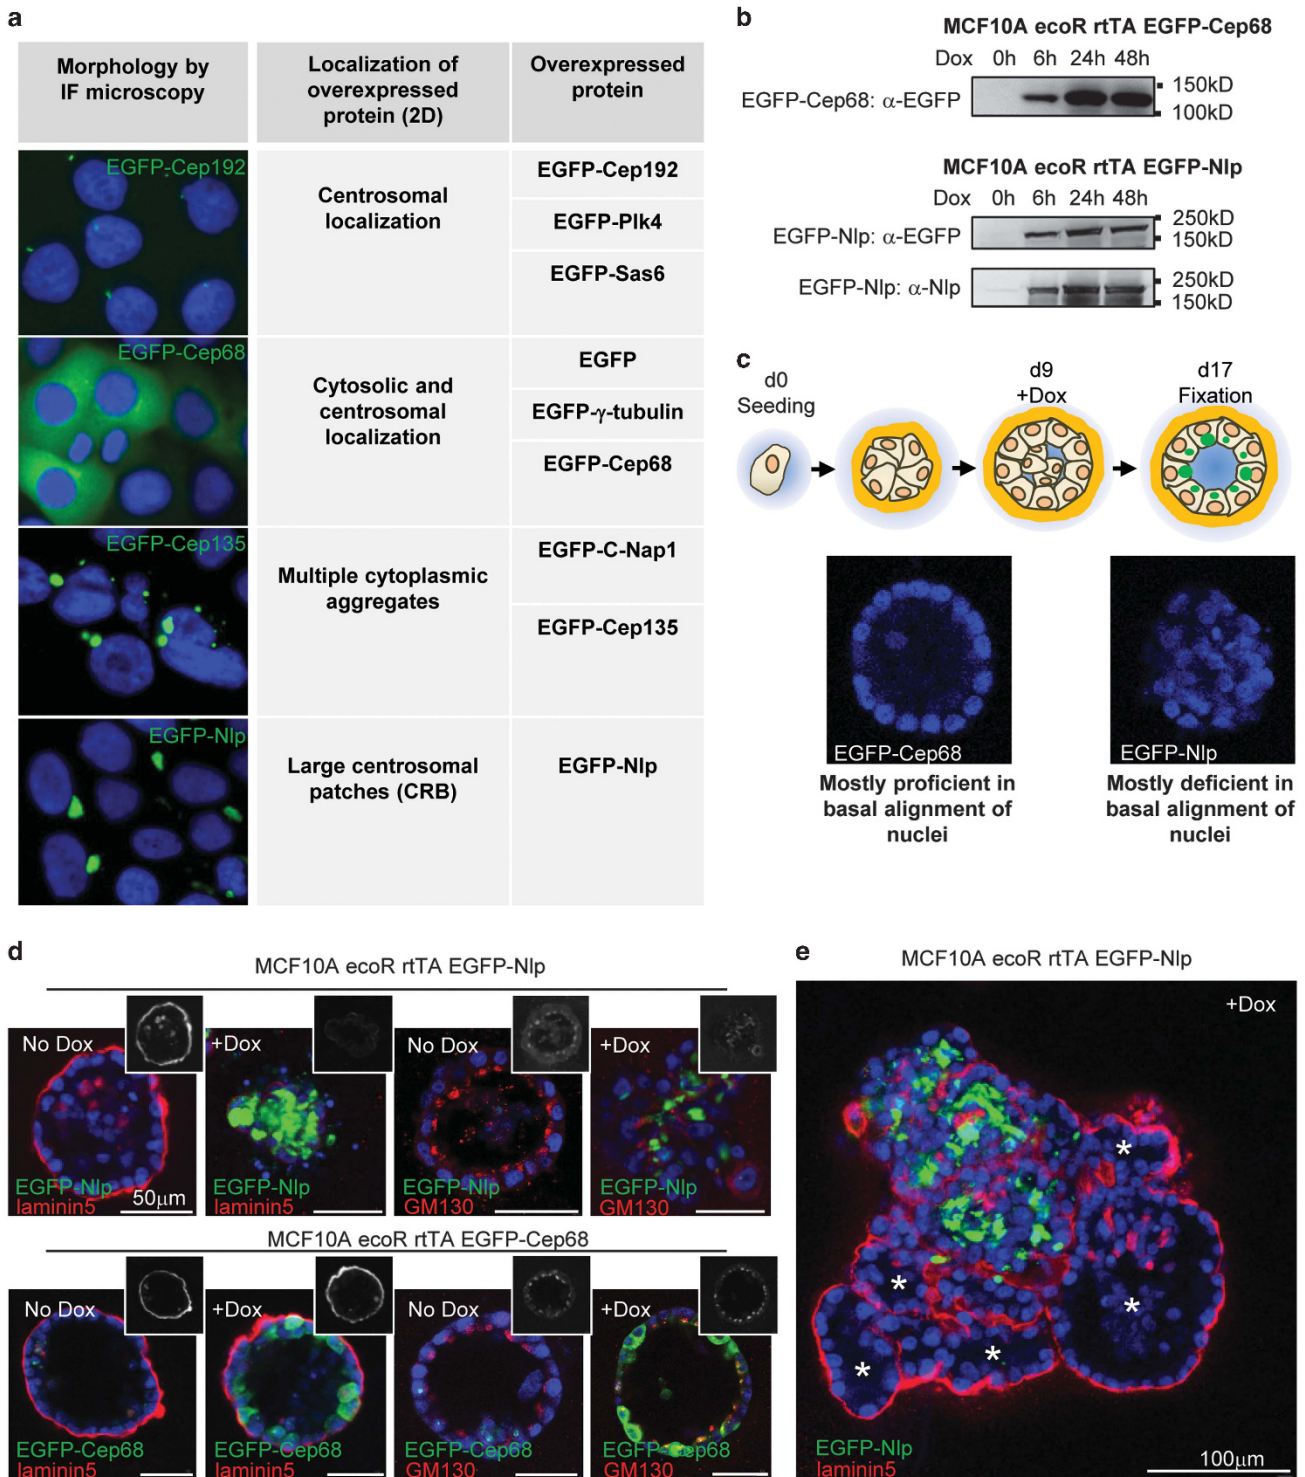 a
Morphology by
IF microscopy
Localization of
overexpressed
protein (2D)
Overexpressed
protein
EGFP-Cep192
Centrosomal
localization
EGFP-Cep192
EGFP-Plk4
EGFP-Sas6
EGFP-Cep68
Cytosolic and
centrosomal
localization
EGFP
EGFP-γ-tubulin
EGFP-Cep68
EGFP-Cep135
Multiple cytoplasmic
aggregates
EGFP-C-Nap1
EGFP-Cep135
EGFP-Nlp
Large centrosomal
patches (CRB)
EGFP-Nlp
b
MCF10A ecoR rtTA EGFP-Cep68
Dox 0h 6h 24h 48h
EGFP-Cep68: α-EGFP
150kD
100kD
MCF10A ecoR rtTA EGFP-Nlp
Dox 0h 6h 24h 48h
EGFP-Nlp: α-EGFP
250kD
150kD
EGFP-Nlp: α-Nlp
250kD
150kD
c
d0
Seeding
d9
+Dox
d17
Fixation
EGFP-Cep68
Mostly proficient in
basal alignment of
nuclei
EGFP-Nlp
Mostly deficient in
basal alignment of
nuclei
d
MCF10A ecoR rtTA EGFP-Nlp
No Dox
EGFP-Nlp
laminin5
50μm
+Dox
EGFP-Nlp
laminin5
No Dox
EGFP-Nlp
GM130
+Dox
EGFP-Nlp
GM130
MCF10A ecoR rtTA EGFP-Cep68
No Dox
EGFP-Cep68
laminin5
+Dox
EGFP-Cep68
laminin5
No Dox
EGFP-Cep68
GM130
+Dox
EGFP-Cep68
GM130
e
MCF10A ecoR rtTA EGFP-Nlp
+Dox
*
*
*
*
*
EGFP-Nlp
laminin5
100μm